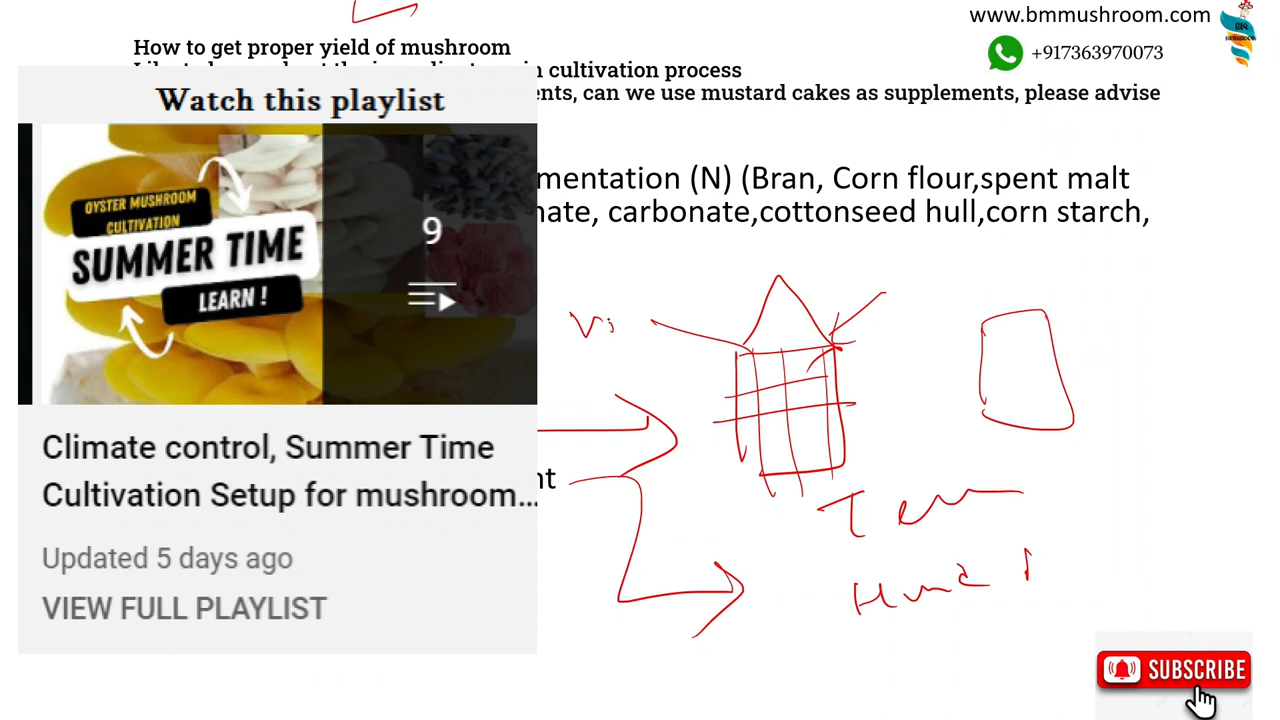 www.bmmushroom.com
+917363970073
How to get proper yield of mushroom
in cultivation process
can we use mustard cakes as supplements, please advise
Watch this playlist
mentation (N) (Bran, Corn flour,spent malt
nate, carbonate,cottonseed hull,corn starch,
OYSTER MUSHROOM
CULTIVATION
SUMMER TIME
LEARN !
9
Climate control, Summer Time
Cultivation Setup for mushroom...
Updated 5 days ago
VIEW FULL PLAYLIST
SUBSCRIBE